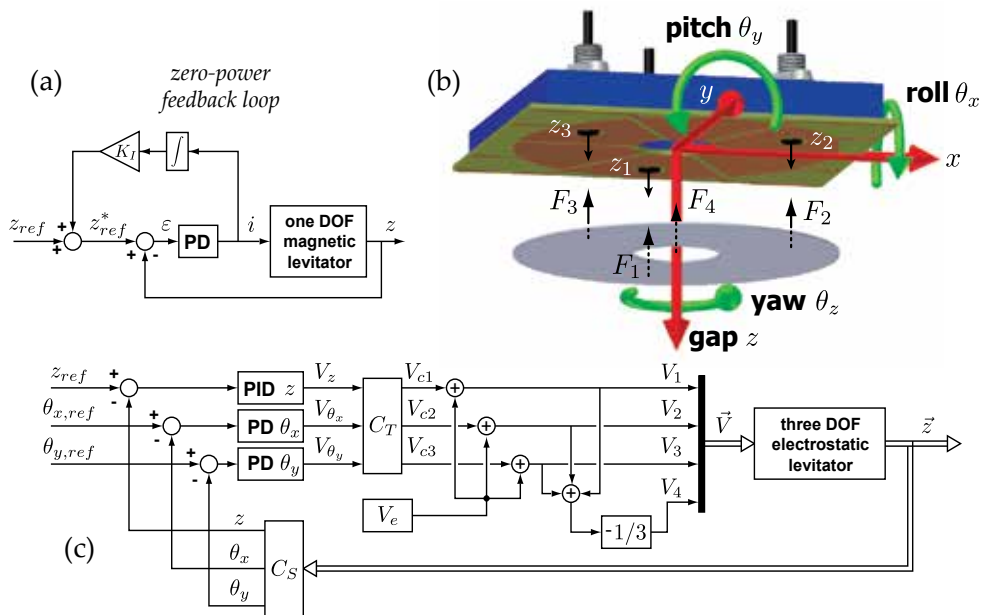 (a)
zero-power
feedback loop
K_I
∫
z_ref
+
+
z*_ref
+
-
ε
PD
i
one DOF
magnetic
levitator
z
(b)
pitch θ_y
roll θ_x
y
x
z_3
z_2
z_1
F_3
F_4
F_2
F_1
yaw θ_z
gap z
(c)
z_ref
+
-
PID z
V_z
θ_x,ref
+
-
PD θ_x
V_θx
θ_y,ref
+
-
PD θ_y
V_θy
C_T
V_c1
V_c2
V_c3
+
+
+
+
V_e
-1/3
V_1
V_2
V_3
V_4
V⃗
three DOF
electrostatic
levitator
z⃗
z
θ_x
θ_y
C_S